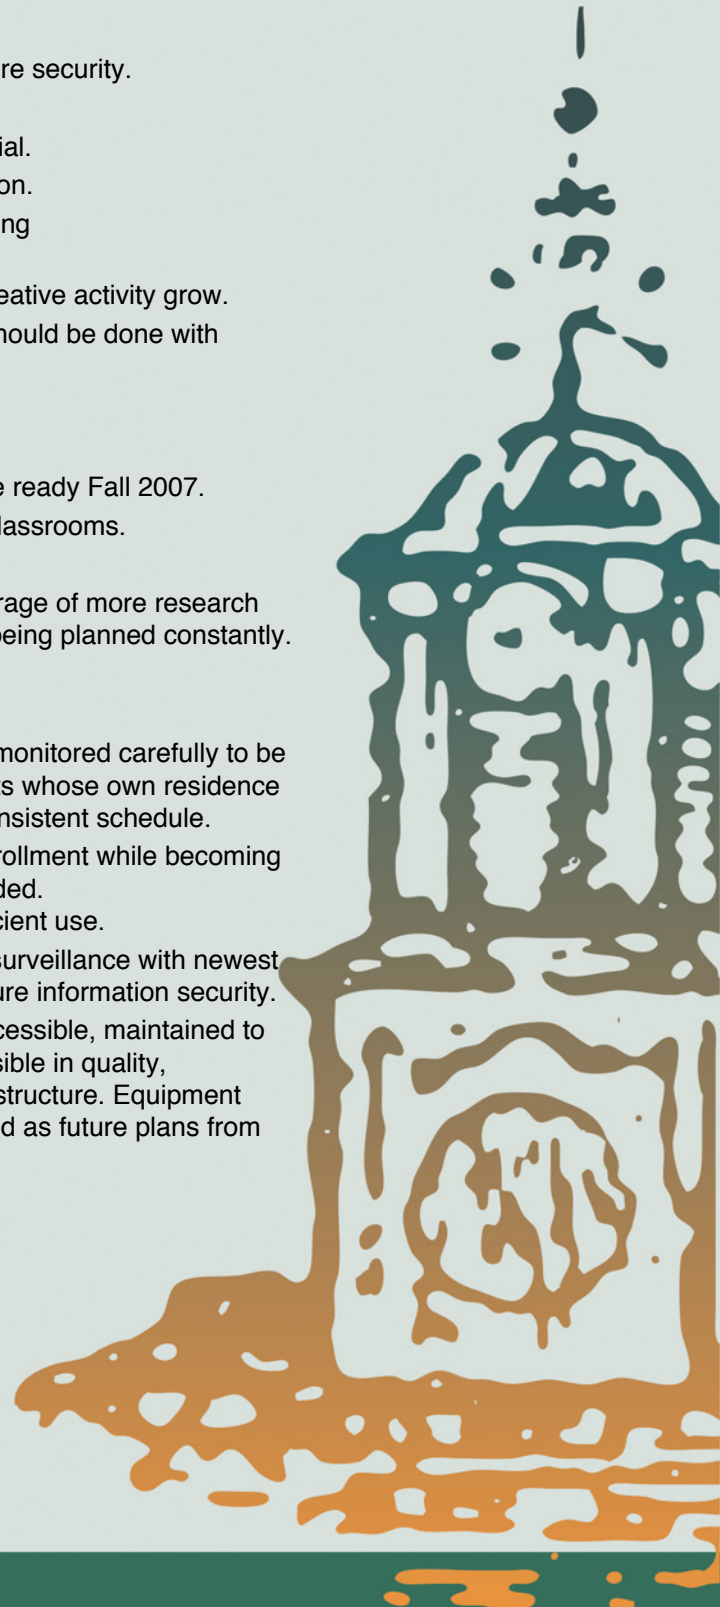 re security.
ial.
on.
ng
eative activity grow.
hould be done with
e ready Fall 2007.
lassrooms.
rage of more research
being planned constantly.
monitored carefully to be
ts whose own residence
nsistent schedule.
rollment while becoming
ded.
cient use.
surveillance with newest
ure information security.
cessible, maintained to
sible in quality,
structure. Equipment
d as future plans from